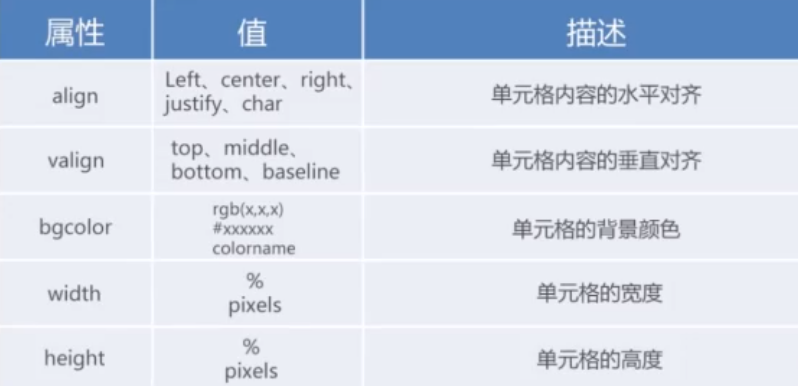 属性 值 描述
align Left、center、right、 单元格内容的水平对齐
justify、char
valign top、middle、 单元格内容的垂直对齐
bottom、baseline
bgcolor rgb(x,x,x) 单元格的背景颜色
#xxxxxx
colorname
width % 单元格的宽度
pixels
height % 单元格的高度
pixels